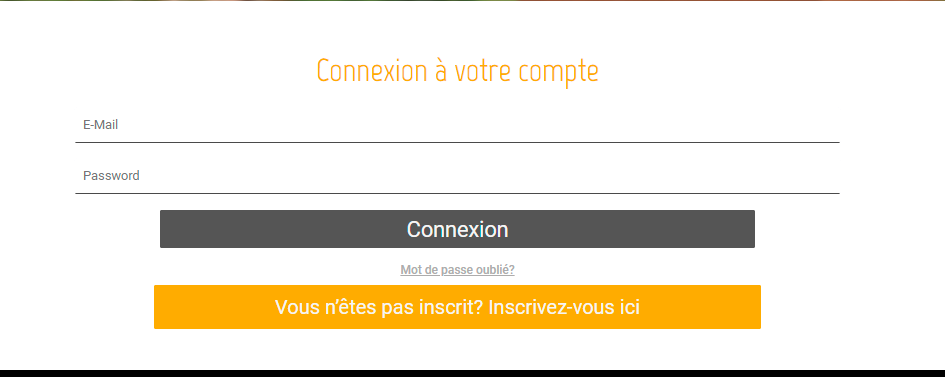 Connexion à votre compte
E-Mail
Password
Connexion
Mot de passe oublié?
Vous n'êtes pas inscrit? Inscrivez-vous ici